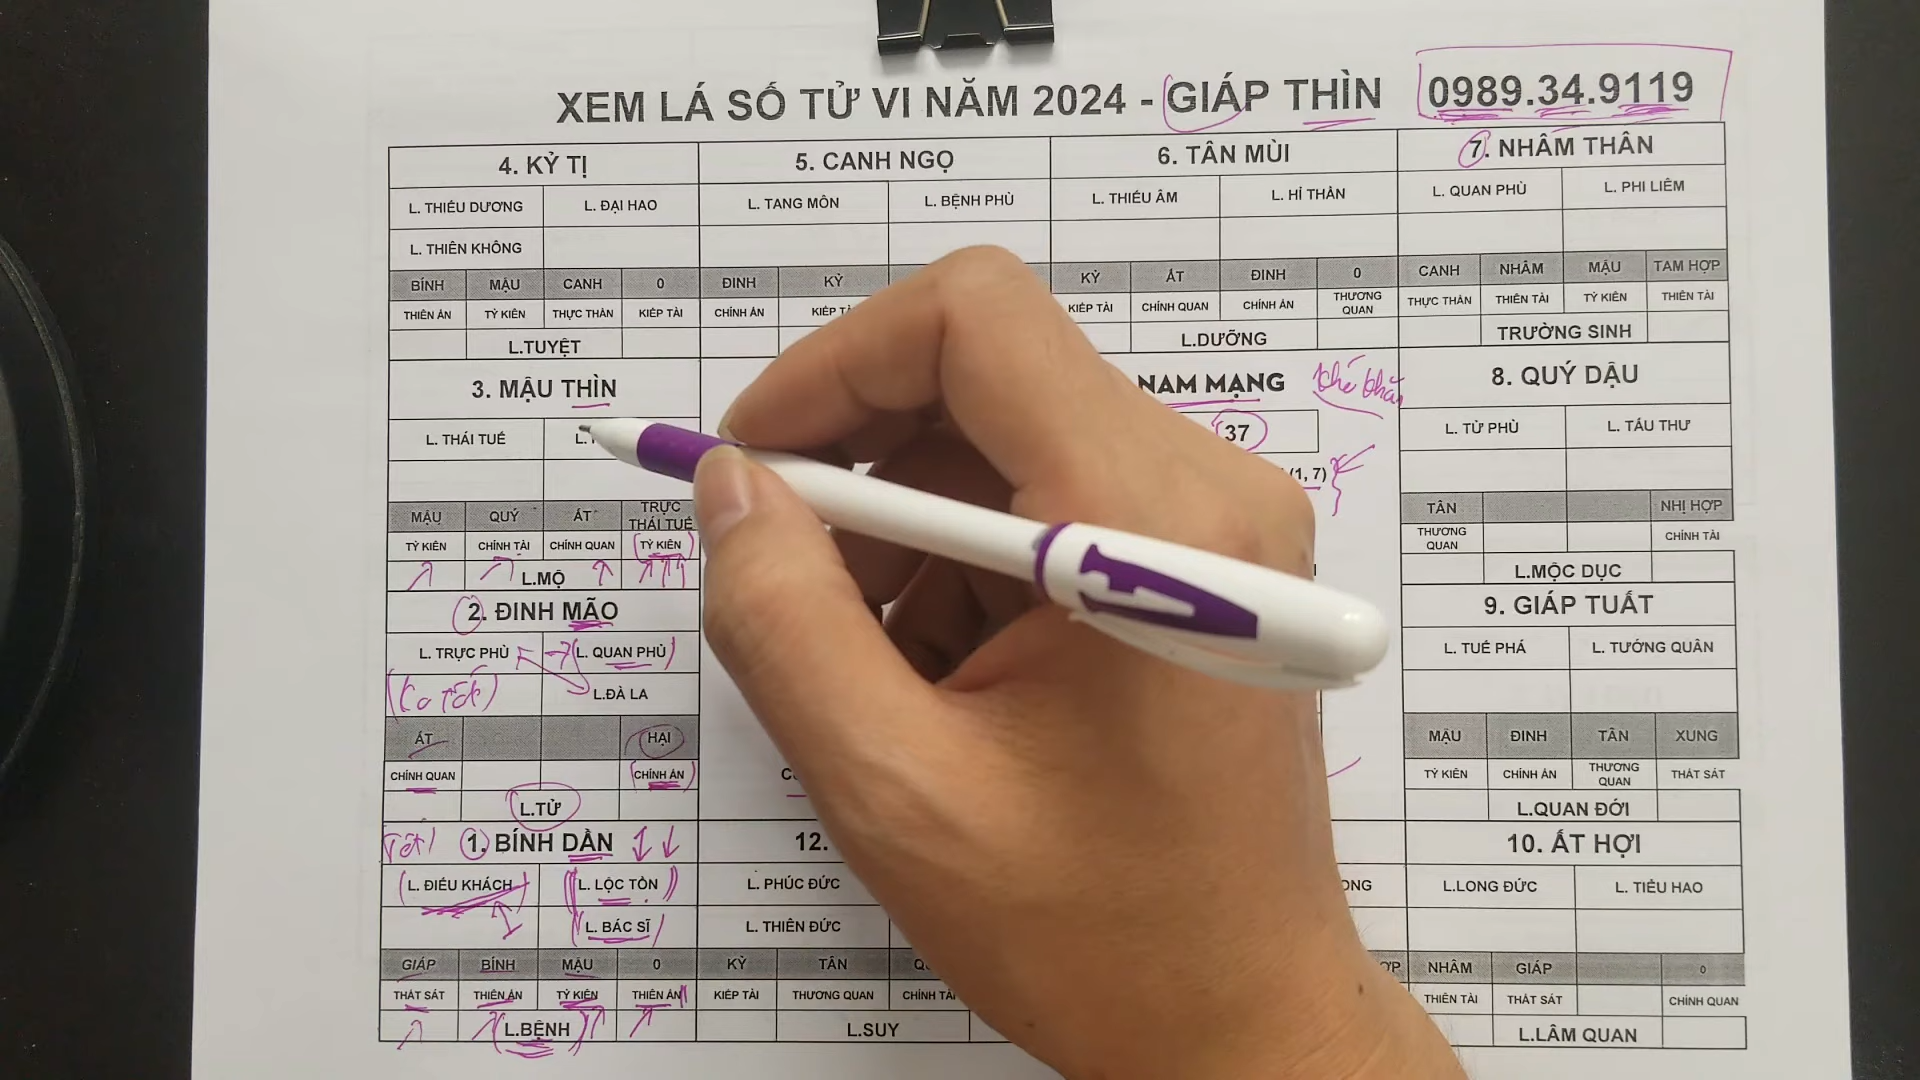 XEM LÁ SỐ TỬ VI NĂM 2024 - GIÁP THÌN 0989.34.9119
4. KỶ TỊ
L. THIẾU DƯƠNG L. ĐẠI HAO
L. THIÊN KHÔNG
BÍNH MẬU CANH 0
THIÊN ẤN TỶ KIÊN THỰC THẦN KIẾP TÀI
L.TUYỆT
5. CANH NGỌ
L. TANG MÔN L. BỆNH PHÙ
ĐINH KỶ
CHÍNH ẤN
6. TÂN MÙI
L. THIẾU ÂM L. HỈ THẦN
KỶ ẤT ĐINH 0
KIẾP TÀI CHÍNH QUAN CHÍNH ẤN THƯƠNG QUAN
L.DƯỠNG
7. NHÂM THÂN
L. QUAN PHÙ L. PHI LIÊM
CANH NHÂM MẬU TAM HỢP
THỰC THẦN THIÊN TÀI TỶ KIÊN THIÊN TÀI
TRƯỜNG SINH
3. MẬU THÌN
L. THÁI TUẾ L.
MẬU QUÝ ẤT TRỰC THÁI TUẾ
TỶ KIÊN CHÍNH TÀI CHÍNH QUAN TỶ KIÊN
L.MỘ
NAM MẠNG
37
(1, 7)
8. QUÝ DẬU
L. TỬ PHÙ L. TẤU THƯ
TÂN NHỊ HỢP
THƯƠNG QUAN CHÍNH TÀI
L.MỘC DỤC
2. ĐINH MÃO
L. TRỰC PHÙ L. QUAN PHỦ
L.ĐÀ LA
ẤT HẠI
CHÍNH QUAN CHÍNH ẤN
L.TỬ
9. GIÁP TUẤT
L. TUẾ PHÁ L. TƯỚNG QUÂN
MẬU ĐINH TÂN XUNG
TỶ KIÊN CHÍNH ẤN THƯƠNG QUAN THẤT SÁT
L.QUAN ĐỚI
1. BÍNH DẦN
L. ĐIẾU KHÁCH L. LỘC TỒN
L. BÁC SĨ
GIÁP BÍNH MẬU 0
THẤT SÁT THIÊN ẤN TỶ KIÊN THIÊN ẤN
L.BỆNH
12.
L. PHÚC ĐỨC
L. THIÊN ĐỨC
KỶ TÂN
KIẾP TÀI THƯƠNG QUAN CHÍNH TÀI
L.SUY
10. ẤT HỢI
L.LONG ĐỨC L. TIỂU HAO
NHÂM GIÁP 0
THIÊN TÀI THẤT SÁT CHÍNH QUAN
L.LÂM QUAN